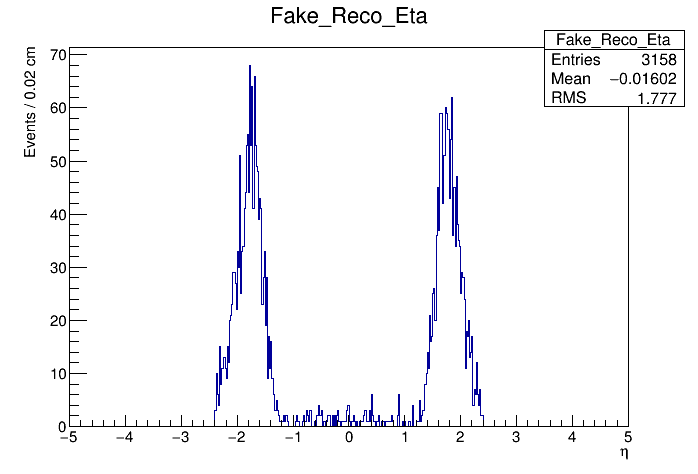 Fake_Reco_Eta
Fake_Reco_Eta
Entries 3158
Mean −0.01602
RMS 1.777
Events / 0.02 cm
70
60
50
40
30
20
10
0
−5 −4 −3 −2 −1 0 1 2 3 4 5
η